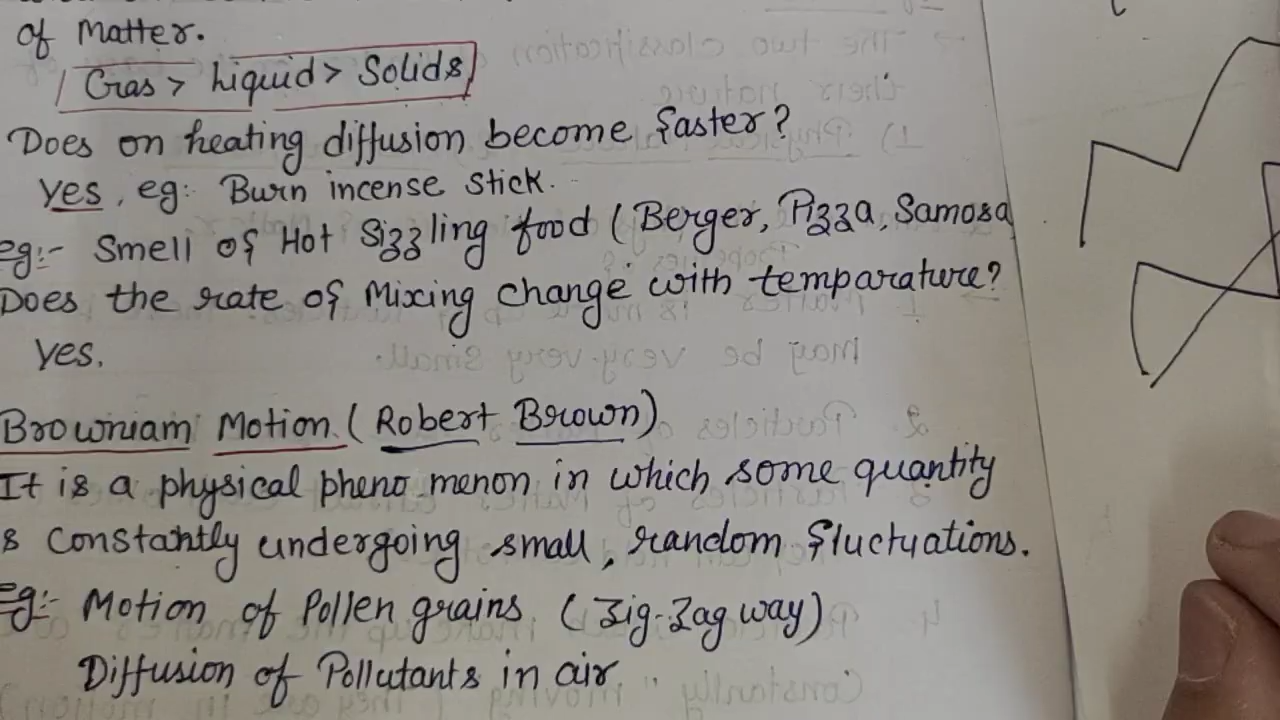 of Matter.
Gas > Liquid > Solids
Does on heating diffusion become faster?
Yes, eg:- Burn incense stick.
eg:- Smell of Hot Sizzling food (Berger, Pizza, Samosa
Does the rate of Mixing change with temparature?
Yes.
Browniam Motion (Robert Brown)
It is a physical pheno-menon in which some quantity
is constantly undergoing small, random fluctuations.
Eg:- Motion of Pollen grains (Zig-Zag way)
Diffusion of Pollutants in air